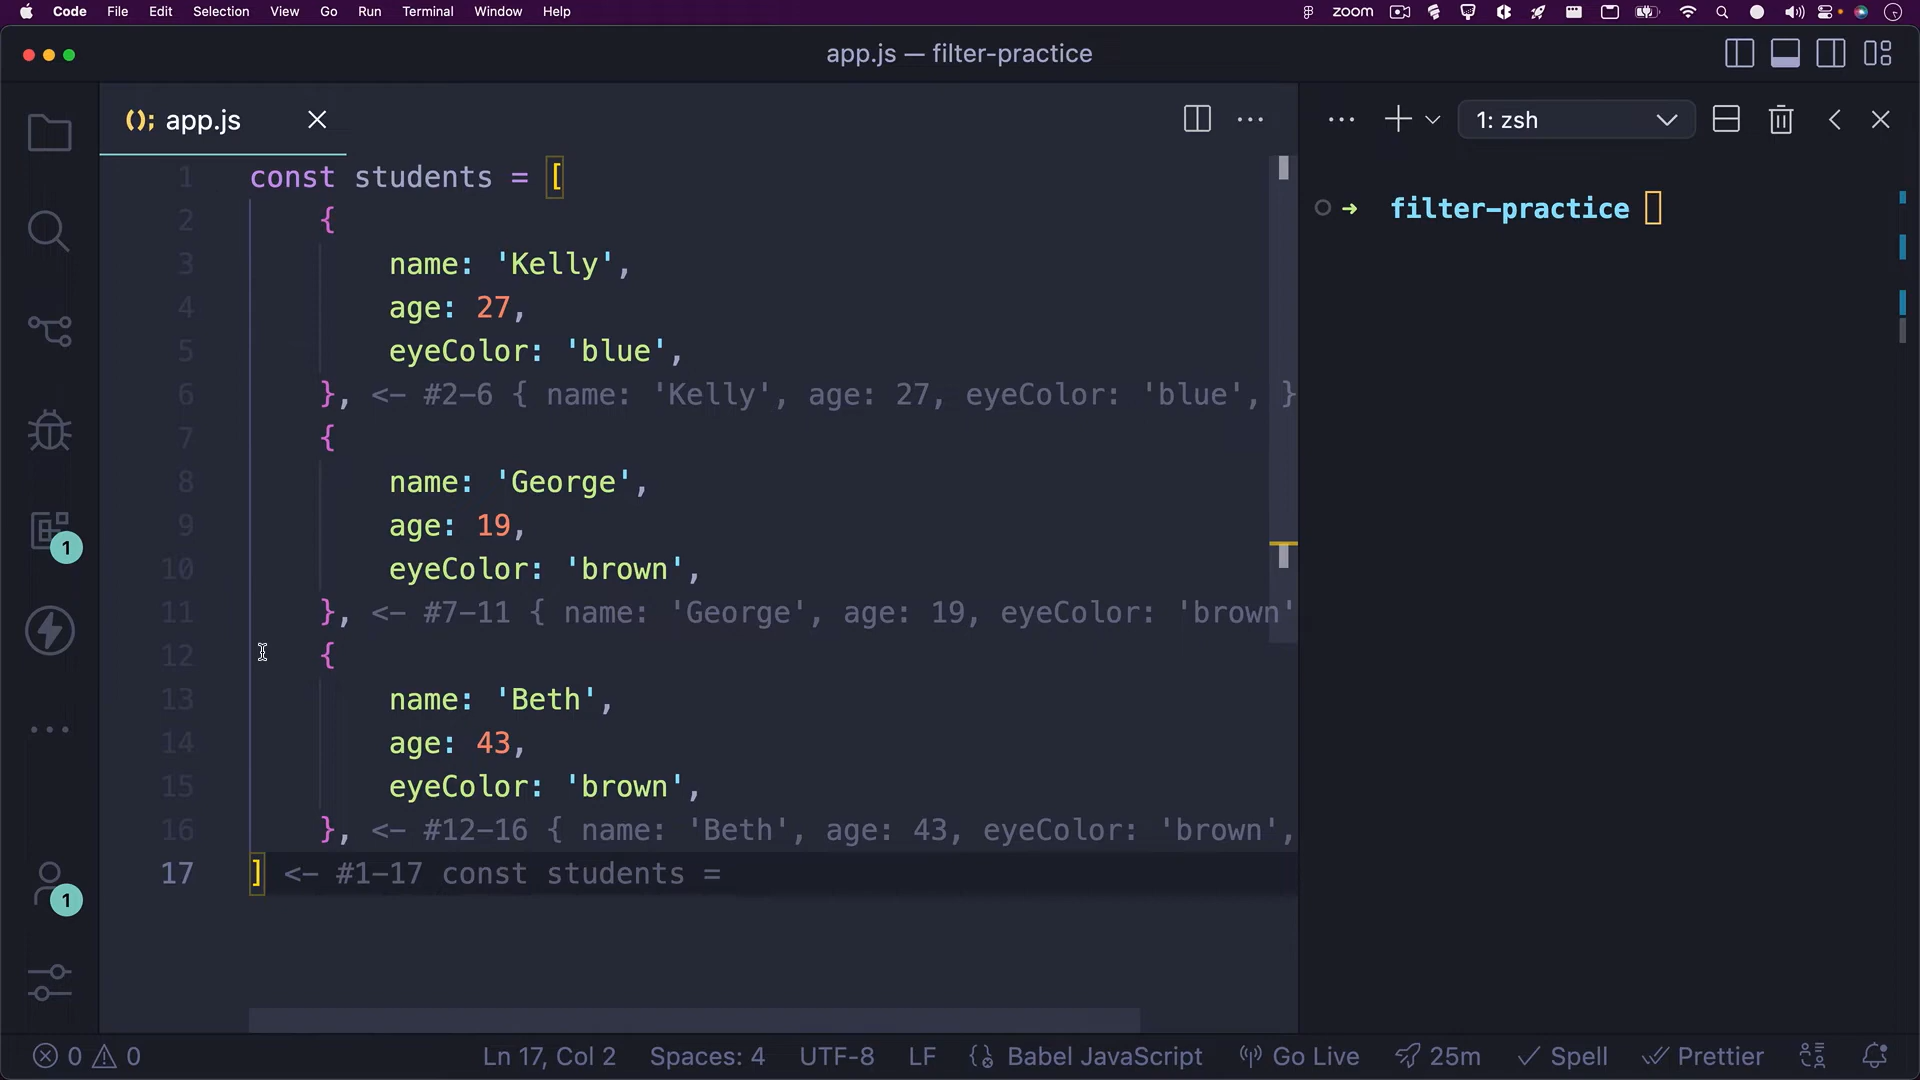 Code File Edit Selection View Go Run Terminal Window Help zoom
app.js — filter-practice
(); app.js
1: zsh
1 const students = [
2 {
3 name: 'Kelly',
4 age: 27,
5 eyeColor: 'blue',
6 }, <- #2-6 { name: 'Kelly', age: 27, eyeColor: 'blue', }
7 {
8 name: 'George',
9 age: 19,
10 eyeColor: 'brown',
11 }, <- #7-11 { name: 'George', age: 19, eyeColor: 'brown'
12 {
13 name: 'Beth',
14 age: 43,
15 eyeColor: 'brown',
16 }, <- #12-16 { name: 'Beth', age: 43, eyeColor: 'brown',
17 ] <- #1-17 const students =
→ filter-practice
1
1
0 0 Ln 17, Col 2 Spaces: 4 UTF-8 LF Babel JavaScript Go Live 25m Spell Prettier